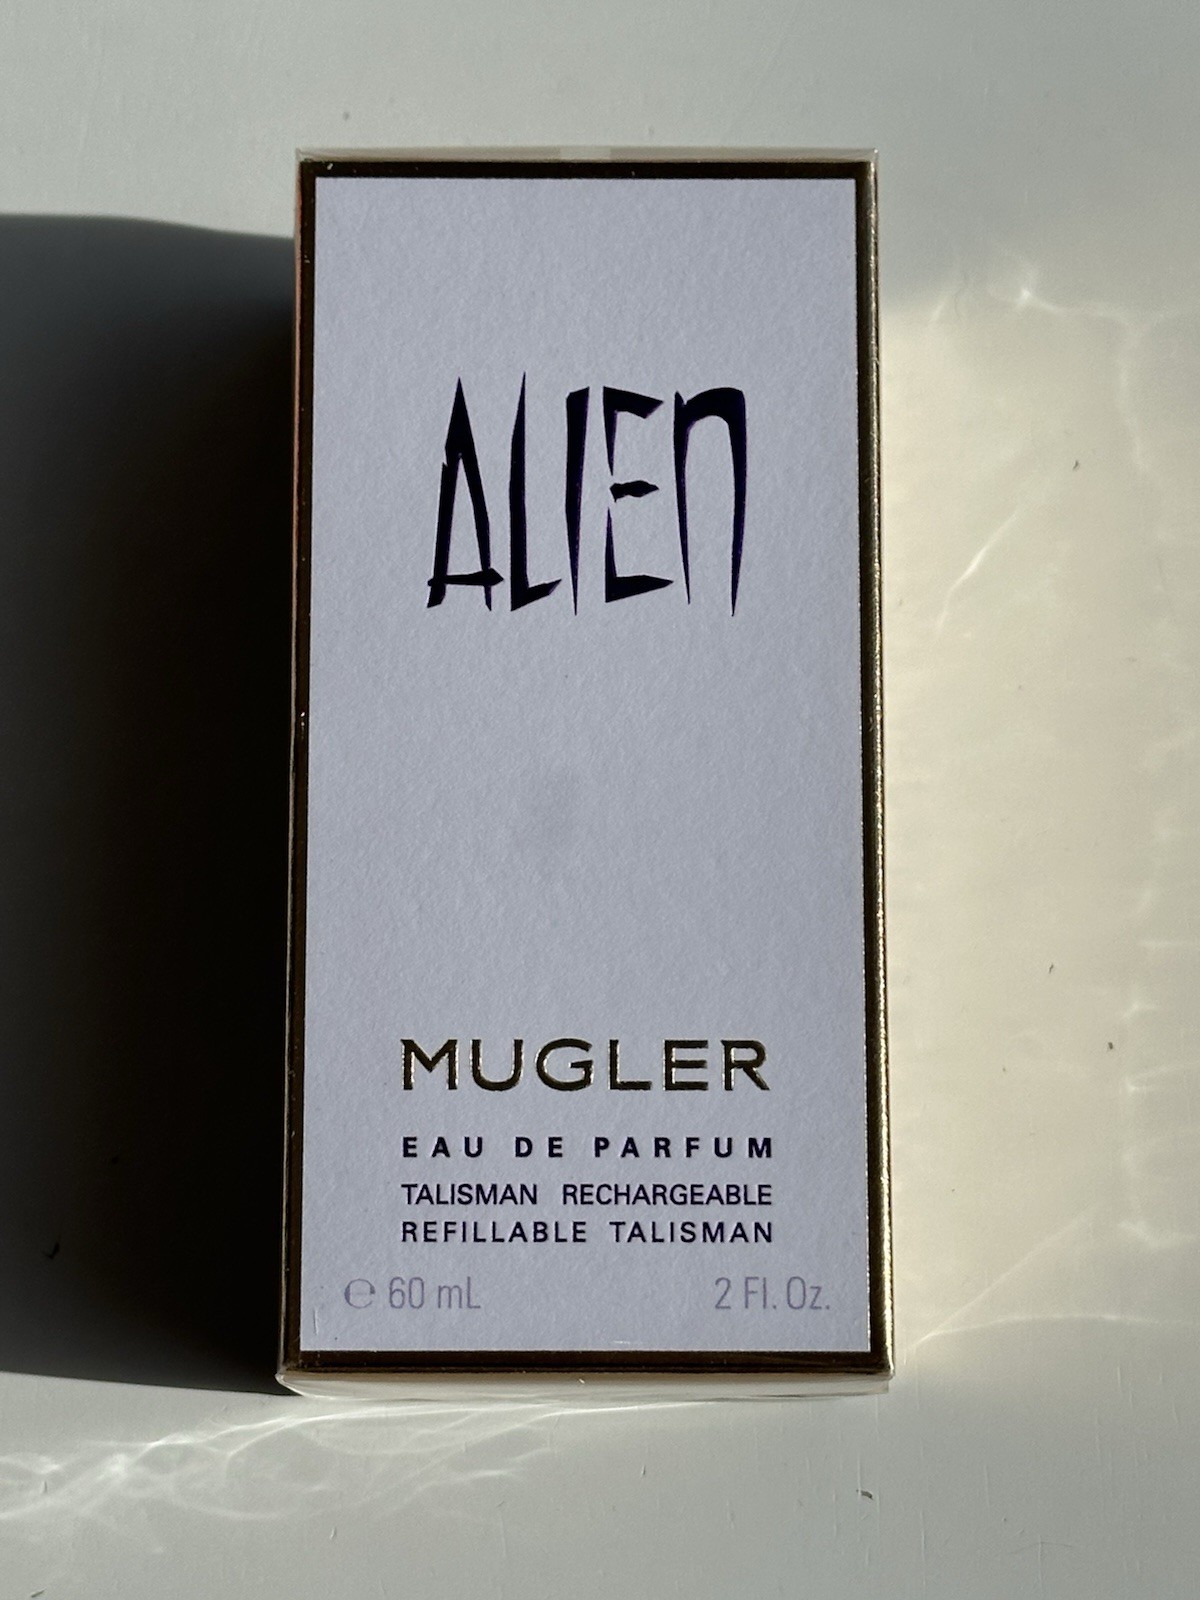 ALIEn
MUGLER
EAU DE PARFUM
TALISMAN RECHARGEABLE
REFILLABLE TALISMAN
℮ 60 mL 2 Fl. Oz.